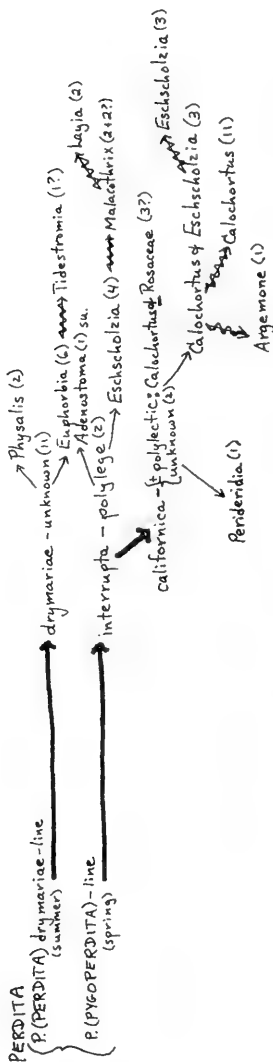 PERDITA
P. (PERDITA) drymariae-line
(summer)
Physalis (2)
drymariae - unknown (11)
Euphorbia (6) Tidestromia (1?)
Adenostoma (1) su.
P. (PYGOPERDITA) - line
(spring)
interrupta - polylege (2)
Layia (2)
Eschscholzia (4) Malacothrix (2+2?)
californica - polylectic: Calochortus & Rosaceae (3?)
unknown (2)
Eschscholzia (3)
Calochortus & Eschscholzia (3)
Calochortus (11)
Argemone (1)
Perideridia (1)